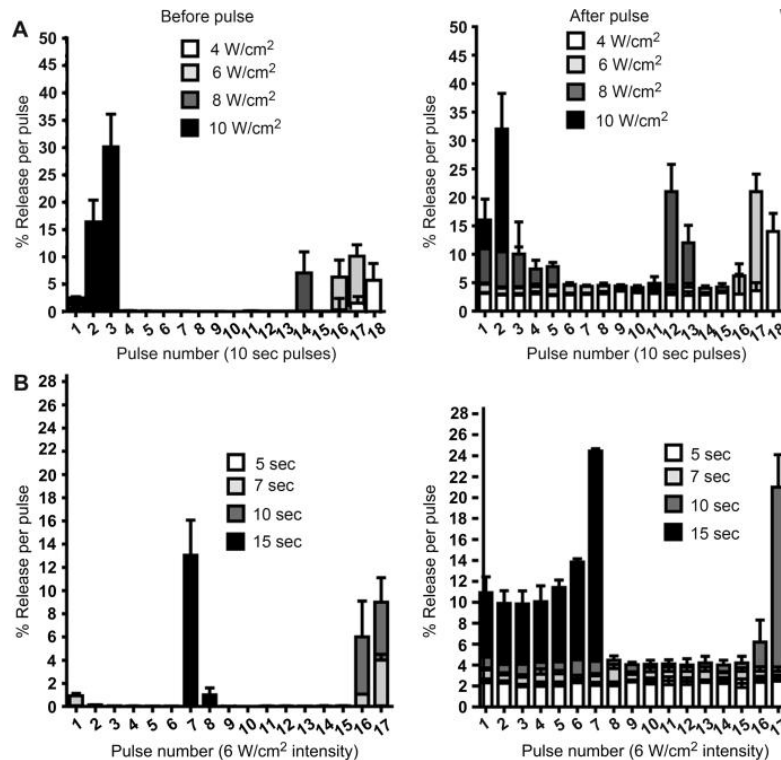 A
Before pulse
50
45
40
35
30
25
20
15
10
5
0
% Release per pulse
4 W/cm²
6 W/cm²
8 W/cm²
10 W/cm²
1 2 3 4 5 6 7 8 9 10 11 12 13 14 15 16 17 18
Pulse number (10 sec pulses)
After pulse
50
45
40
35
30
25
20
15
10
5
0
% Release per pulse
4 W/cm²
6 W/cm²
8 W/cm²
10 W/cm²
1 2 3 4 5 6 7 8 9 10 11 12 13 14 15 16 17 18
Pulse number (10 sec pulses)
B
28
26
24
22
20
18
16
14
12
10
8
6
4
2
0
% Release per pulse
5 sec
7 sec
10 sec
15 sec
1 2 3 4 5 6 7 8 9 10 11 12 13 14 15 16 17
Pulse number (6 W/cm² intensity)
28
26
24
22
20
18
16
14
12
10
8
6
4
2
0
% Release per pulse
5 sec
7 sec
10 sec
15 sec
1 2 3 4 5 6 7 8 9 10 11 12 13 14 15 16 17
Pulse number (6 W/cm² intensity)